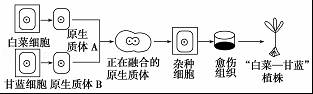 白菜细胞
原生
质体 A
甘蓝细胞
原生质体 B
正在融合的
原生质体
杂种
细胞
愈伤
组织
“白菜—甘蓝”
植株